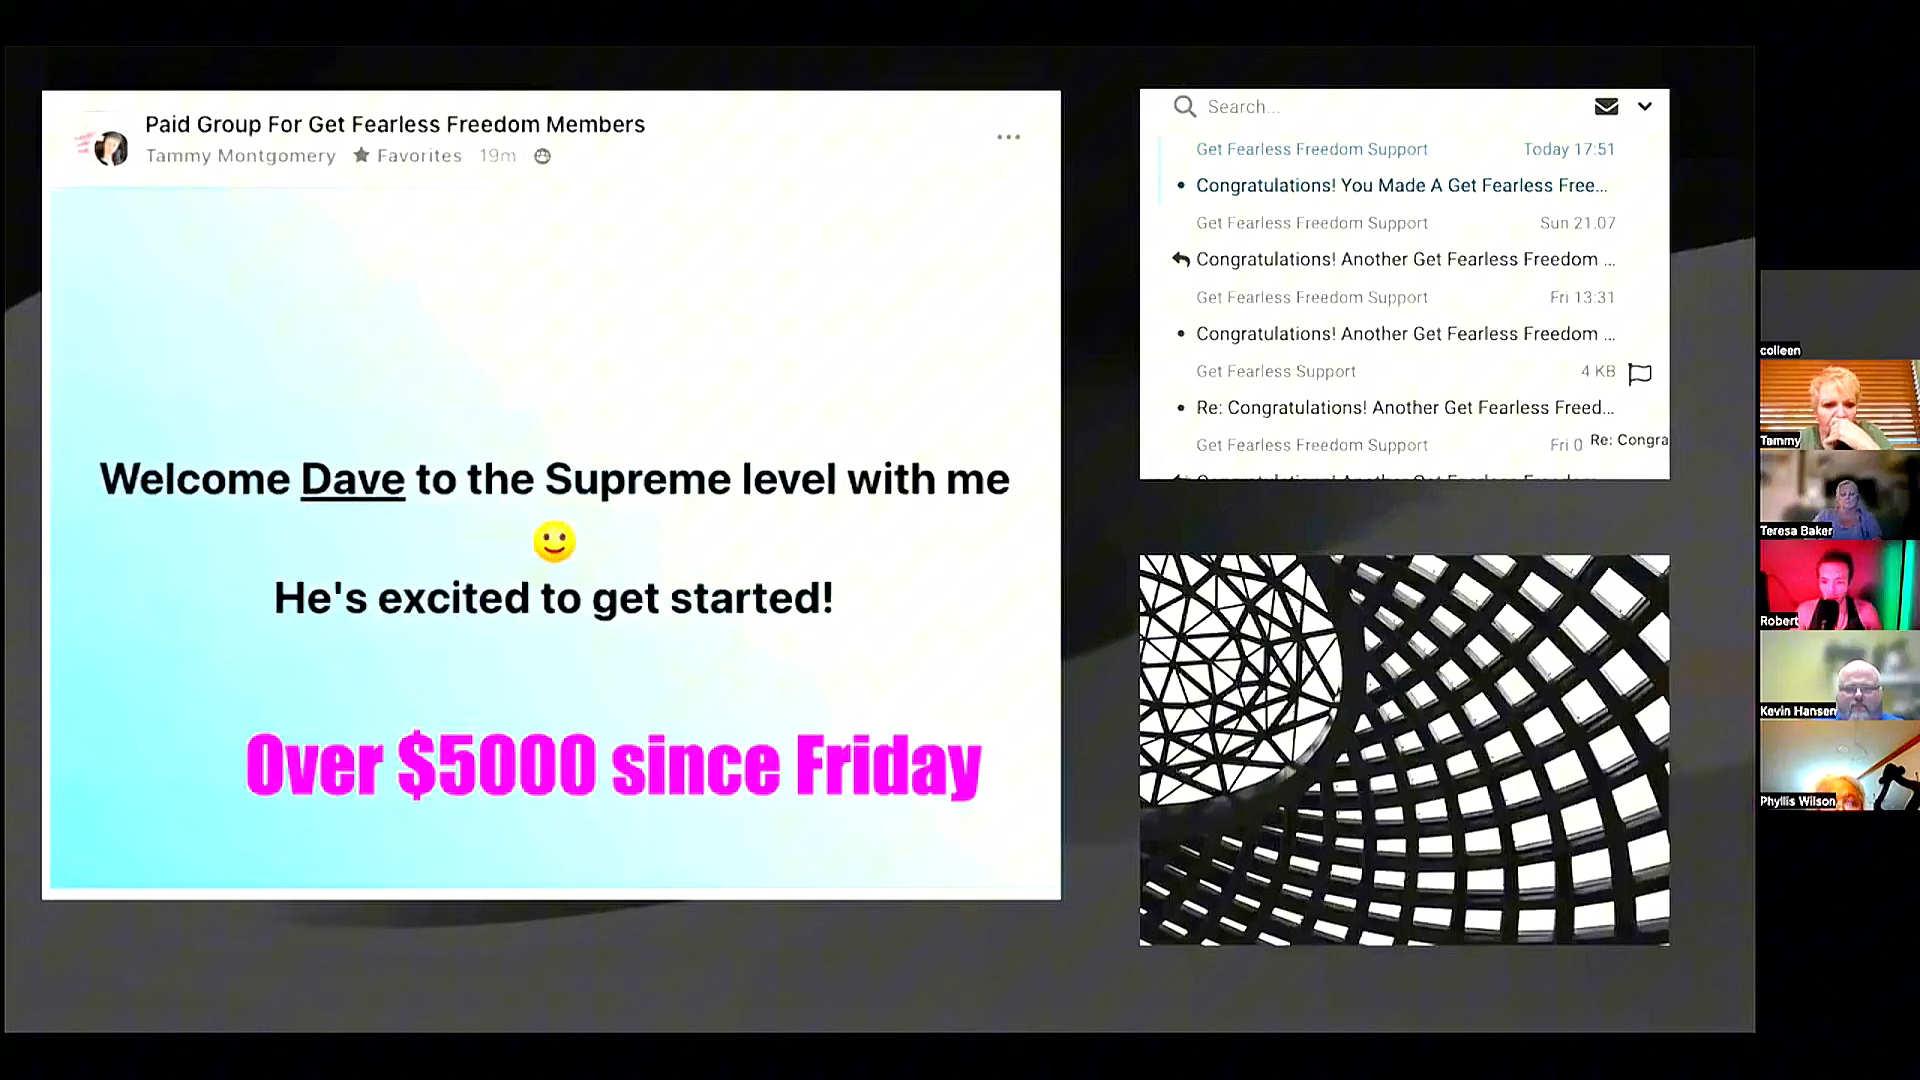 Paid Group For Get Fearless Freedom Members
Tammy Montgomery ★ Favorites 19m
Welcome Dave to the Supreme level with me
🙂
He's excited to get started!
Over $5000 since Friday
Search...
Get Fearless Freedom Support Today 17:51
• Congratulations! You Made A Get Fearless Free...
Get Fearless Freedom Support Sun 21.07
Congratulations! Another Get Fearless Freedom ...
Get Fearless Freedom Support Fri 13:31
• Congratulations! Another Get Fearless Freedom ...
Get Fearless Support 4 KB
• Re: Congratulations! Another Get Fearless Freed...
Get Fearless Freedom Support Fri 0 Re: Congra
colleen
Tammy
Teresa Baker
Robert
Kevin Hansen
Phyllis Wilson